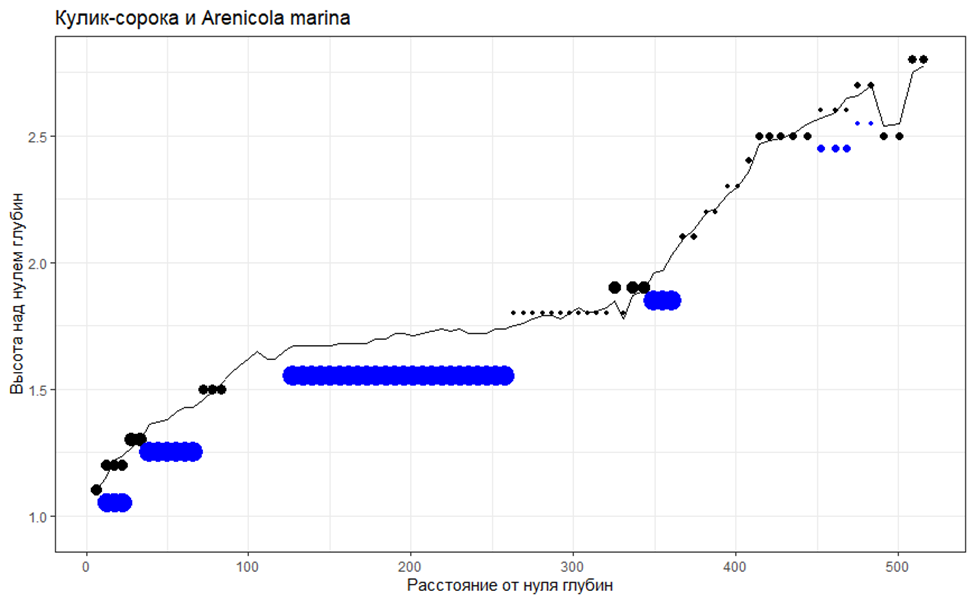 Кулик-сорока и Arenicola marina
Высота над нулем глубин
2.5
2.0
1.5
1.0
0 100 200 300 400 500
Расстояние от нуля глубин